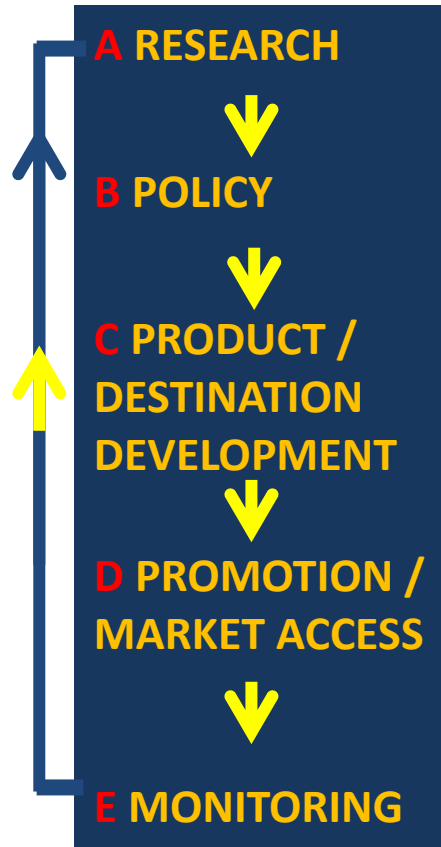 A RESEARCH
B POLICY
C PRODUCT /
DESTINATION
DEVELOPMENT
D PROMOTION /
MARKET ACCESS
E MONITORING